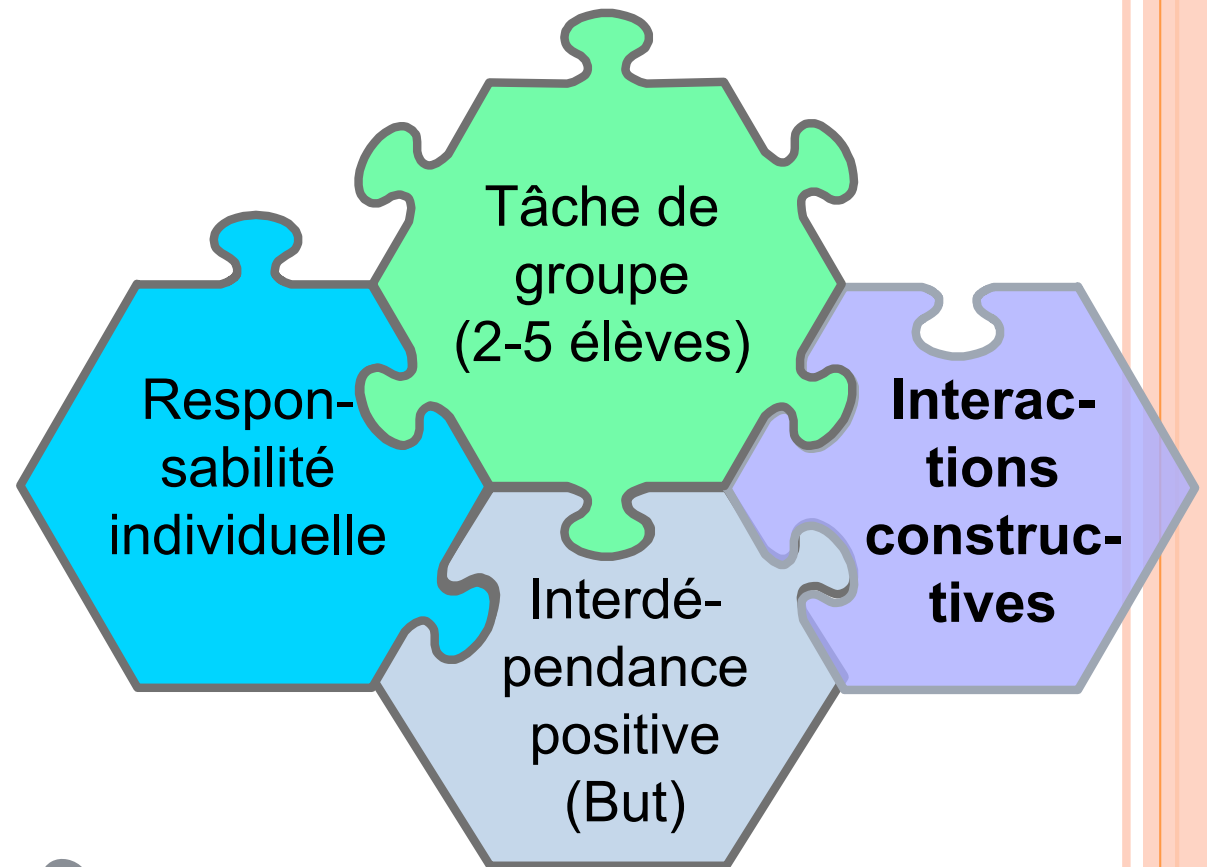 Tâche de
groupe
(2-5 élèves)
Respon-
sabilité
individuelle
Interac-
tions
construc-
tives
Interdé-
pendance
positive
(But)